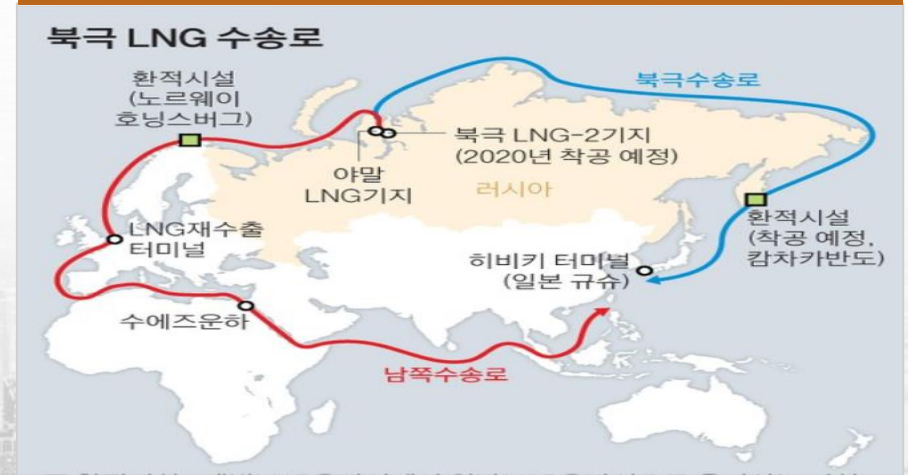 북극 LNG 수송로
환적시설
(노르웨이
호닝스버그)
북극수송로
북극 LNG-2기지
(2020년 착공 예정)
야말
LNG기지
러시아
환적시설
(착공 예정,
캄차카반도)
LNG재수출
터미널
히비키 터미널
(일본 규슈)
수에즈운하
남쪽수송로